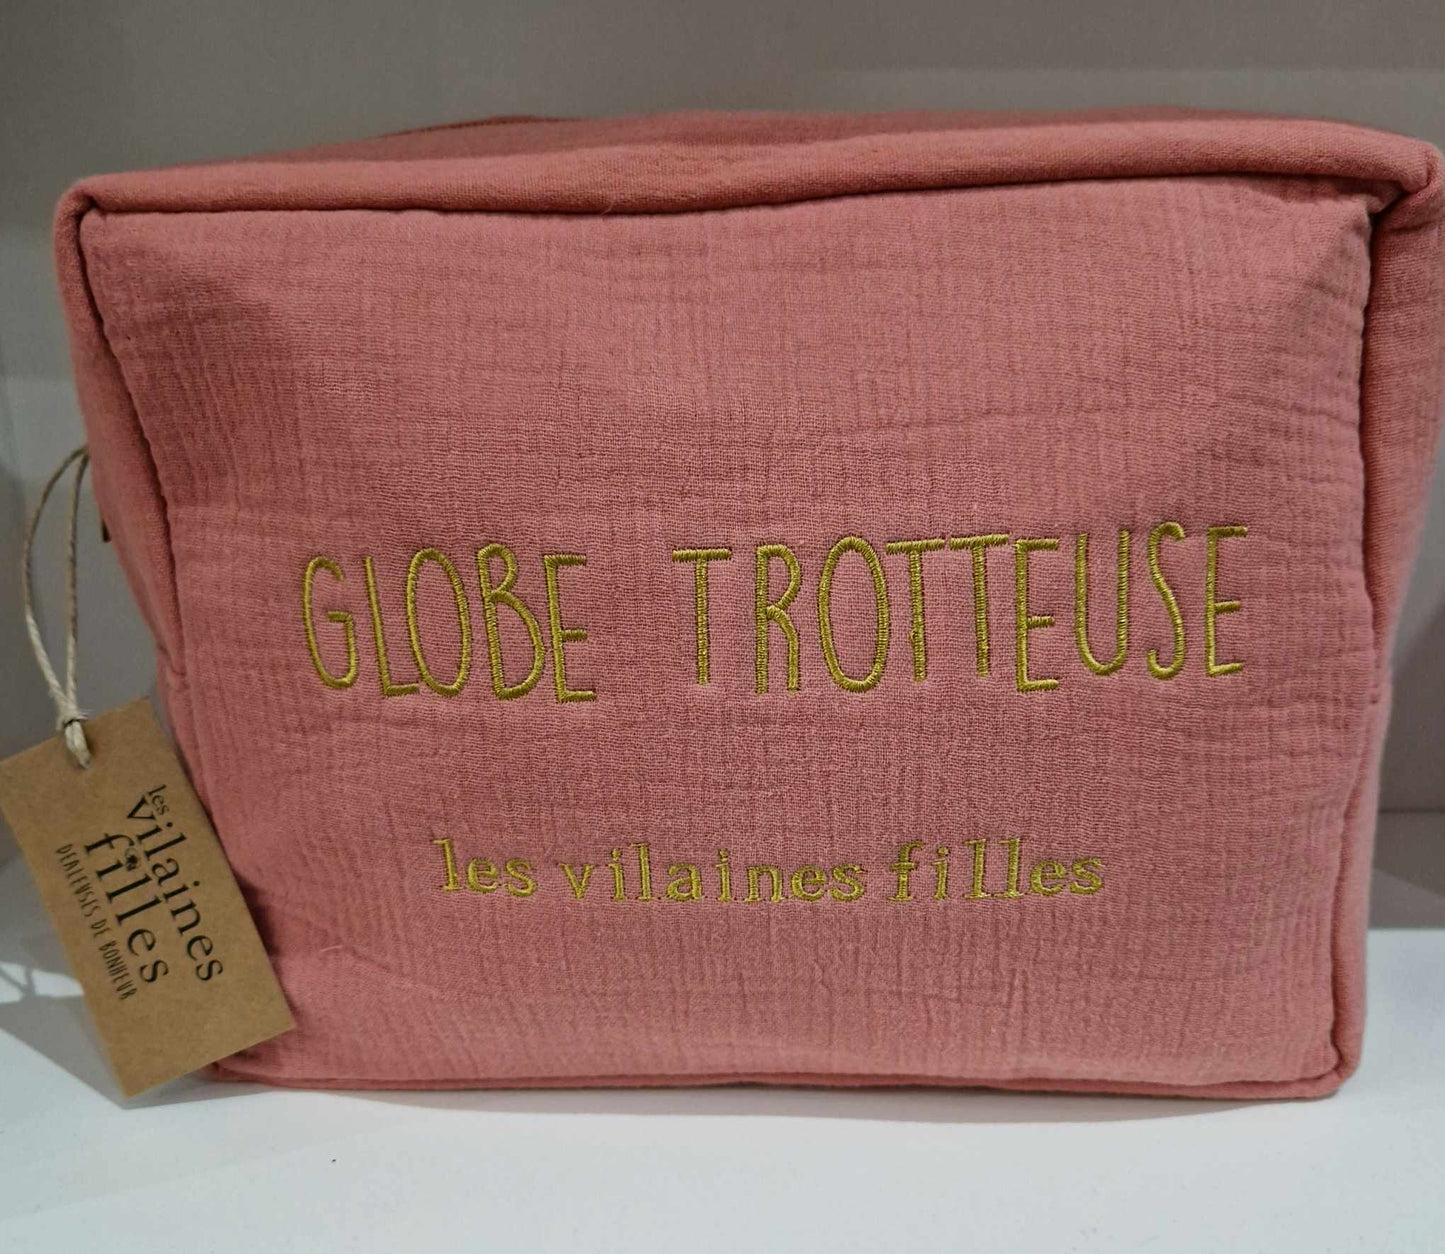 GLOBE TROTTEUSE
les vilaines filles
les
vilaines
filles
DEALEUSES DE BONHEUR